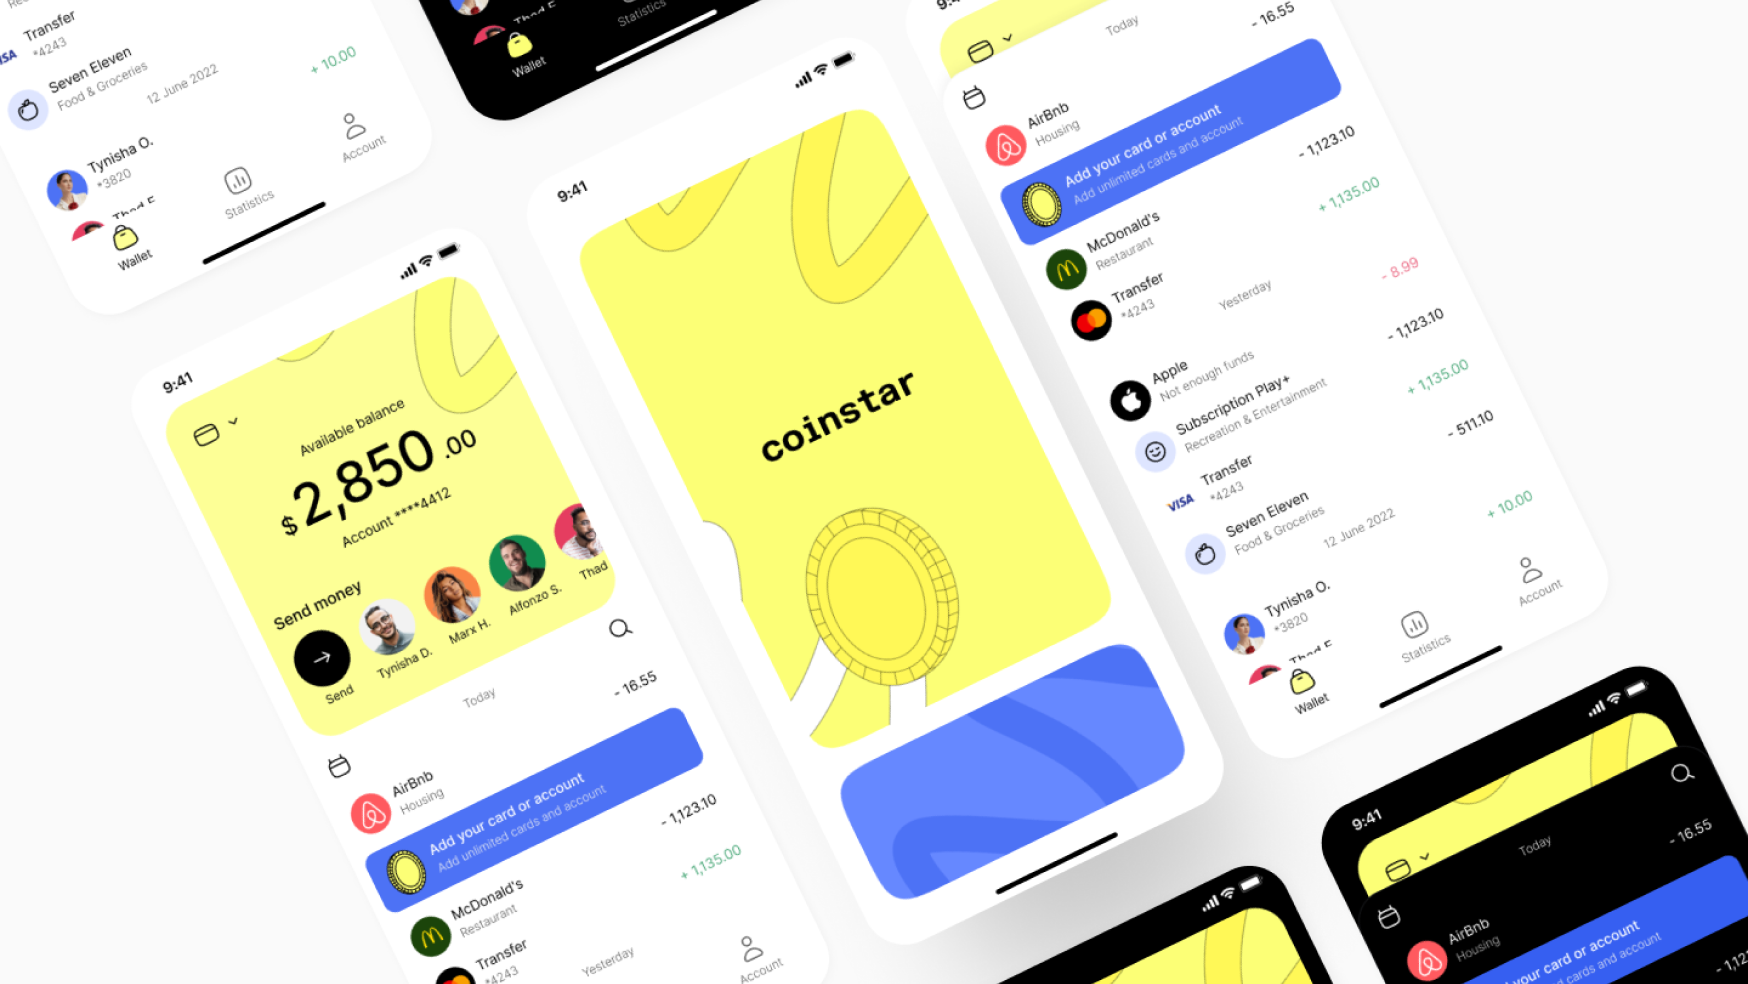 Transfer
*4243
VISA
Seven Eleven
Food & Groceries
12 June 2022
+ 10.00
Tynisha O.
*3820
Wallet
Statistics
Account
Statistics
Wallet
9:41
Available balance
$2,850.00
Account ****4412
Send money
Send
Tynisha D.
Marx H.
Alfonzo S.
Thad
Today
- 16.55
AirBnb
Housing
Add your card or account
Add unlimited cards and account
- 1,123.10
McDonald's
Restaurant
+ 1,135.00
Transfer
*4243
Yesterday
Account
9:41
coinstar
Today
- 16.55
AirBnb
Housing
Add your card or account
Add unlimited cards and account
- 1,123.10
McDonald's
Restaurant
+ 1,135.00
Transfer
*4243
Yesterday
- 8.99
Apple
Not enough funds
- 1,123.10
Subscription Play+
Recreation & Entertainment
+ 1,135.00
VISA
Transfer
*4243
- 511.10
Seven Eleven
Food & Groceries
12 June 2022
+ 10.00
Tynisha O.
*3820
Wallet
Statistics
Account
9:41
Today
- 16.55
AirBnb
Housing
your card or account
cards and account